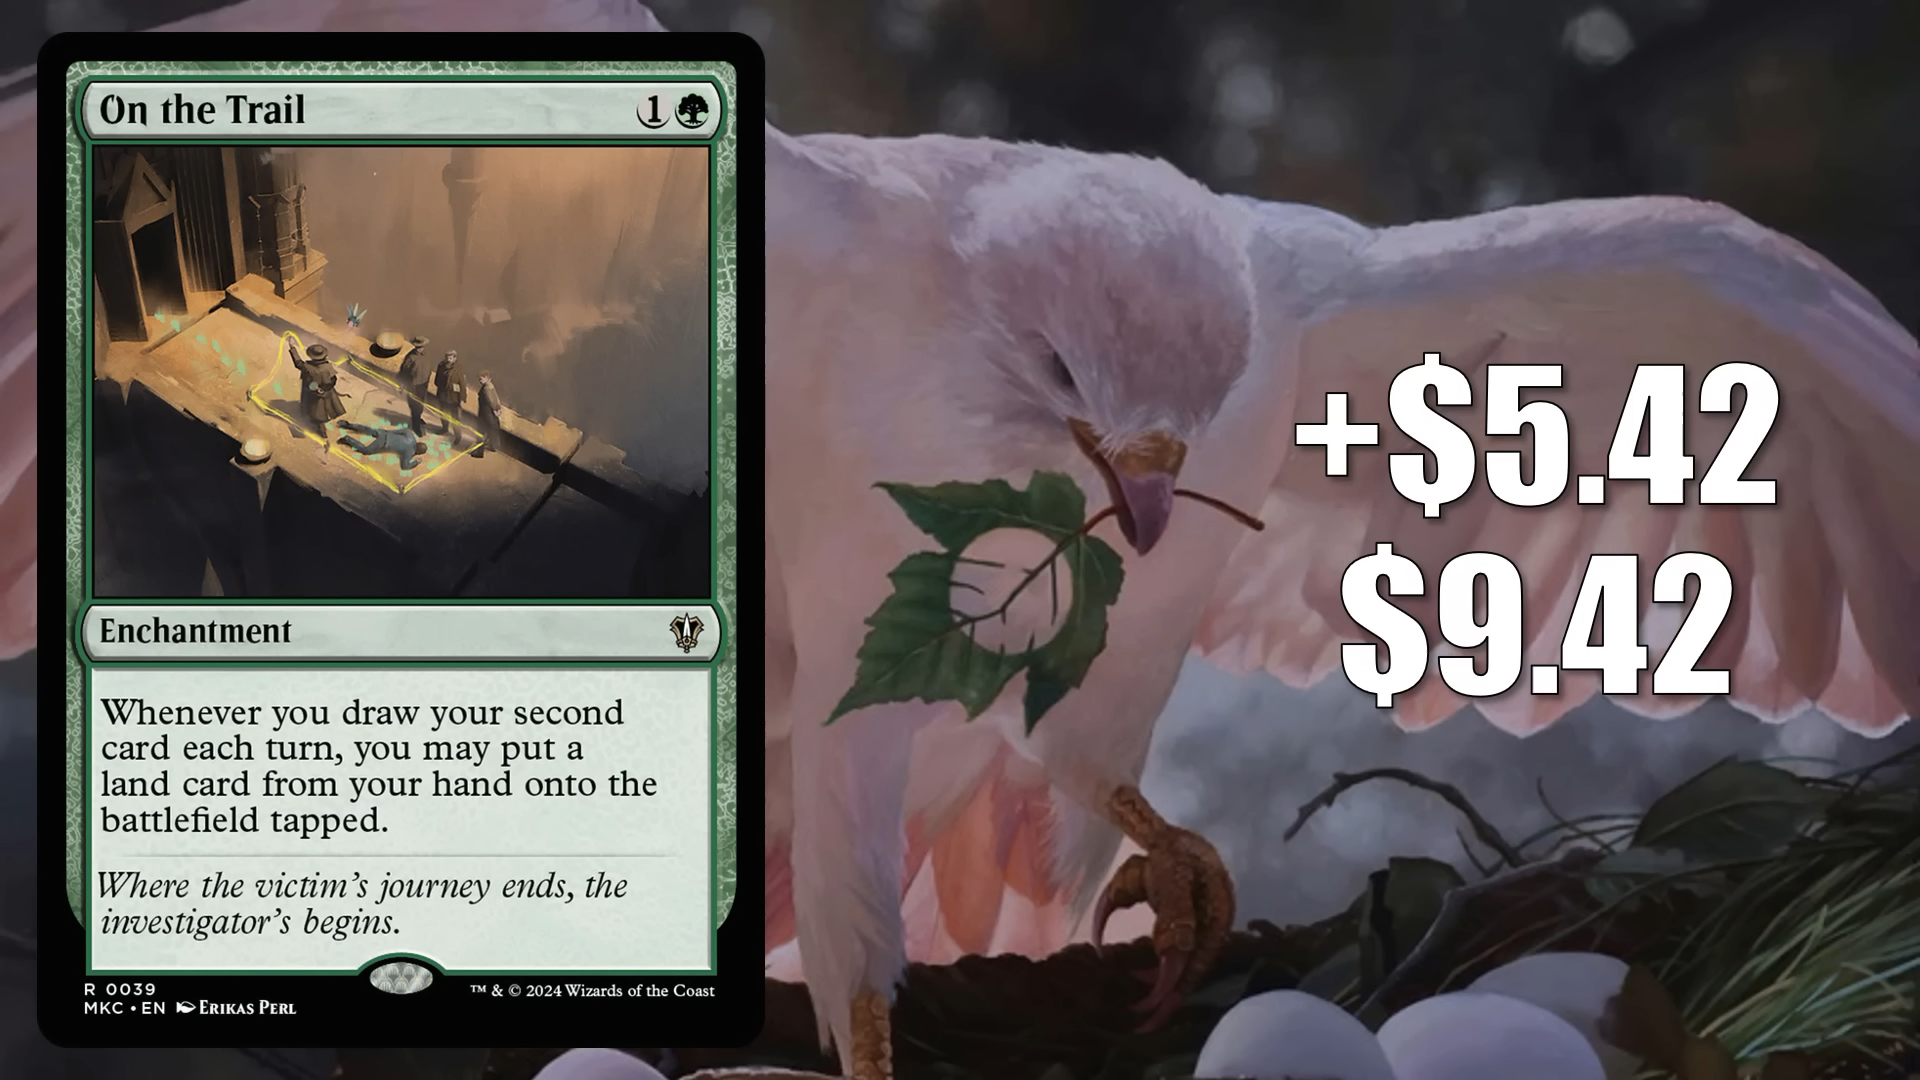 On the Trail
1
Enchantment
Whenever you draw your second
card each turn, you may put a
land card from your hand onto the
battlefield tapped.
Where the victim's journey ends, the
investigator's begins.
R 0039
MKC • EN Erikas Perl
™ & © 2024 Wizards of the Coast
+$5.42
$9.42